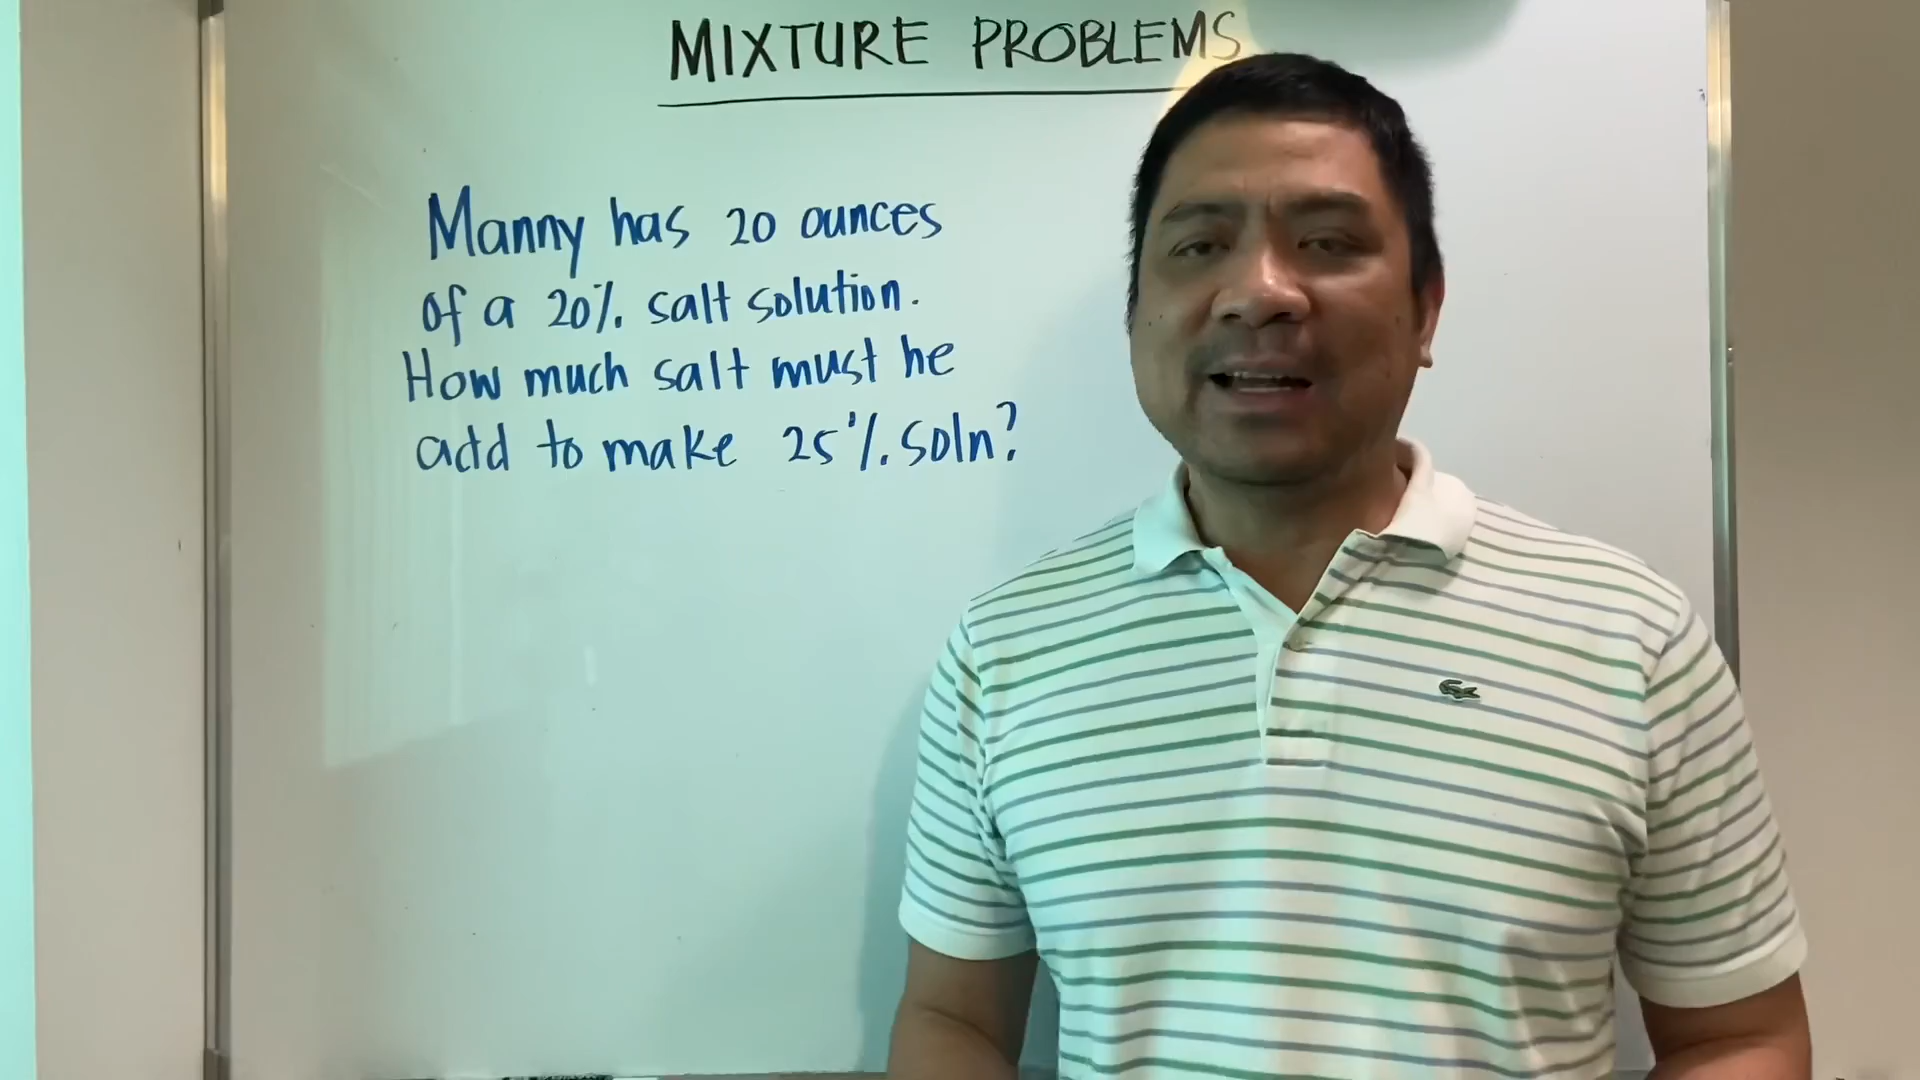 MIXTURE PROBLEMS
Manny has 20 ounces
of a 20% salt solution.
How much salt must he
add to make 25% soln?